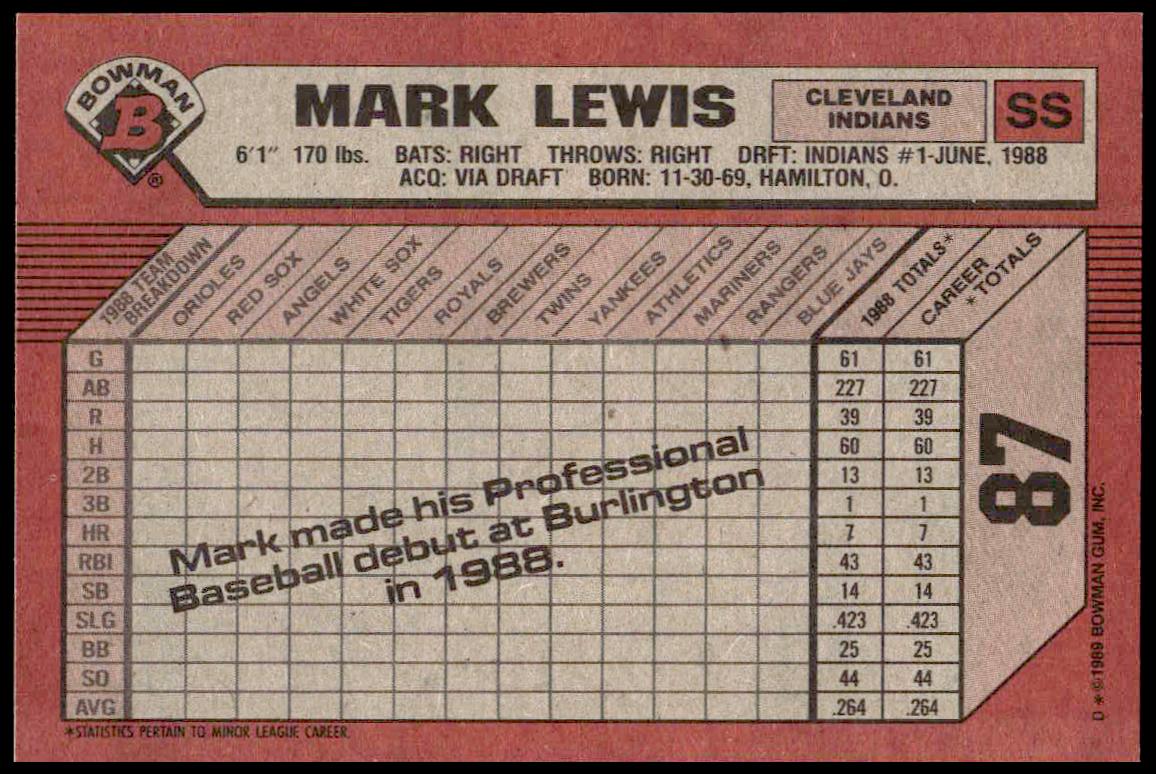 BOWMAN
B
®
MARK LEWIS
CLEVELAND
INDIANS
SS
6'1" 170 lbs. BATS: RIGHT THROWS: RIGHT DRFT: INDIANS #1-JUNE, 1988
ACQ: VIA DRAFT BORN: 11-30-69, HAMILTON, O.
1988 TEAM
BREAKDOWN
ORIOLES
RED SOX
ANGELS
WHITE SOX
TIGERS
ROYALS
BREWERS
TWINS
YANKEES
ATHLETICS
MARINERS
RANGERS
BLUE JAYS
1988 TOTALS*
CAREER
*TOTALS
G 61 61
AB 227 227
R 39 39
H 60 60
2B 13 13
3B 1 1
HR 7 7
RBI 43 43
SB 14 14
SLG .423 .423
BB 25 25
SO 44 44
AVG .264 .264
Mark made his Professional
Baseball debut at Burlington
in 1988.
87
D*©1989 BOWMAN GUM, INC.
*STATISTICS PERTAIN TO MINOR LEAGUE CAREER.